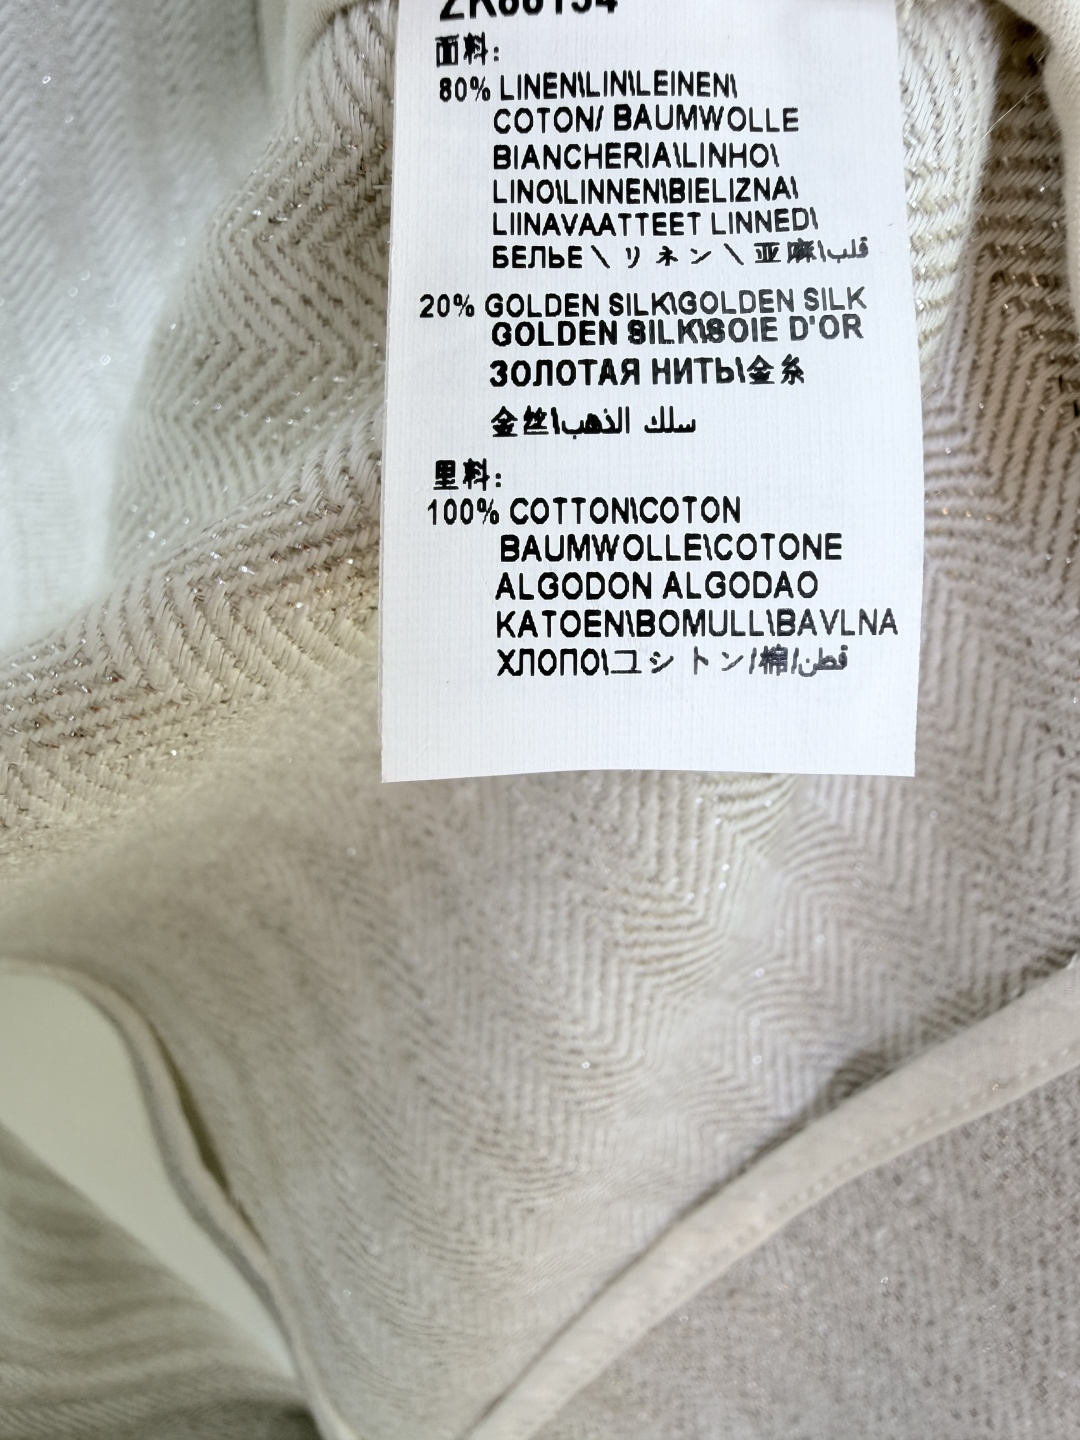 面料:
80% LINEN\LIN\LEINEN\
COTON/ BAUMWOLLE
BIANCHERIA\LINHO\
LINO\LINNEN\BIELIZNA\
LIINAVAATTEET LINNED\
БЕЛЬЕ \ リネン \ 亚麻\قلب
20% GOLDEN SILK\GOLDEN SILK
GOLDEN SILK\SOIE D'OR
ЗОЛОТАЯ НИТЬ\金糸
金丝\سلك الذهب
里料:
100% COTTON\COTON
BAUMWOLLE\COTONE
ALGODON ALGODAO
KATOEN\BOMULL\BAVLNA
ХЛОПО\コシトン/棉/قطن